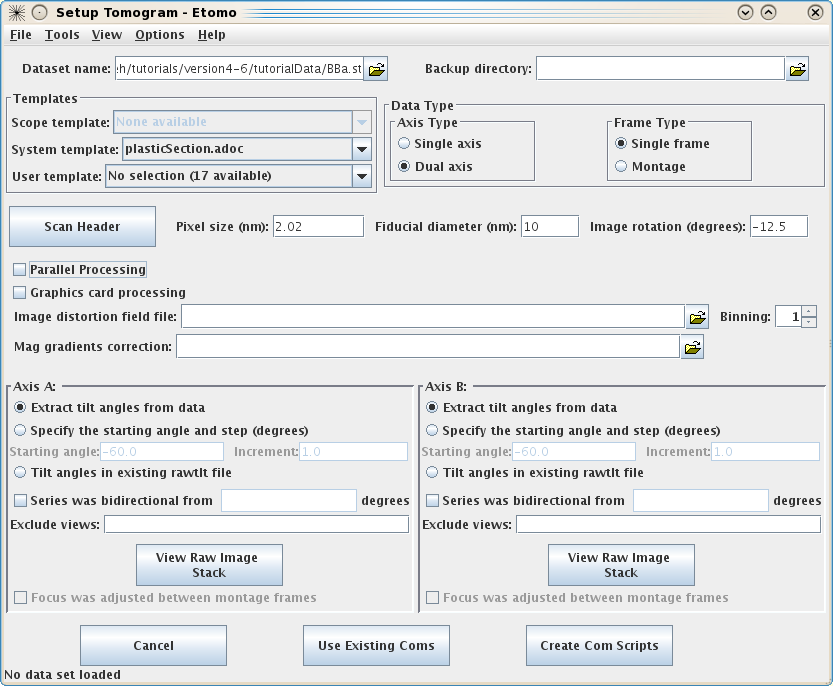 Setup Tomogram - Etomo
File Tools View Options Help
Dataset name: h/tutorials/version4-6/tutorialData/BBa.st Backup directory:
Templates
Scope template: None available
System template: plasticSection.adoc
User template: No selection (17 available)
Data Type
Axis Type
Single axis
Dual axis
Frame Type
Single frame
Montage
Scan Header Pixel size (nm): 2.02 Fiducial diameter (nm): 10 Image rotation (degrees): -12.5
Parallel Processing
Graphics card processing
Image distortion field file: Binning: 1
Mag gradients correction:
Axis A:
Extract tilt angles from data
Specify the starting angle and step (degrees)
Starting angle: -60.0 Increment: 1.0
Tilt angles in existing rawtlt file
Series was bidirectional from degrees
Exclude views:
View Raw Image
Stack
Focus was adjusted between montage frames
Axis B:
Extract tilt angles from data
Specify the starting angle and step (degrees)
Starting angle: -60.0 Increment: 1.0
Tilt angles in existing rawtlt file
Series was bidirectional from degrees
Exclude views:
View Raw Image
Stack
Focus was adjusted between montage frames
Cancel Use Existing Coms Create Com Scripts
No data set loaded